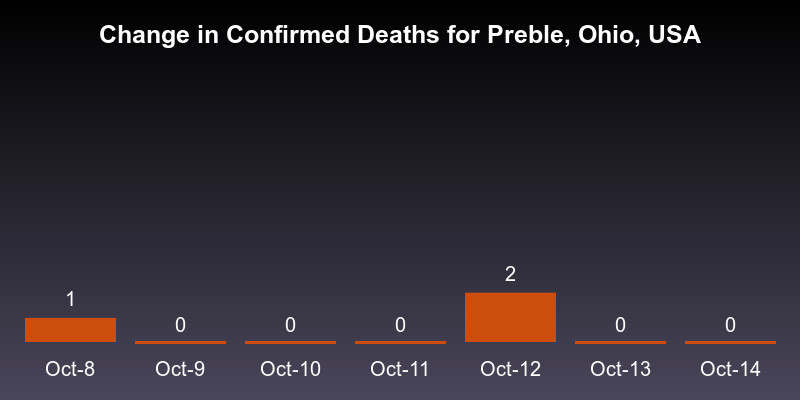 Change in Confirmed Deaths for Preble, Ohio, USA
2
1
0 0 0 0 0
Oct-8 Oct-9 Oct-10 Oct-11 Oct-12 Oct-13 Oct-14